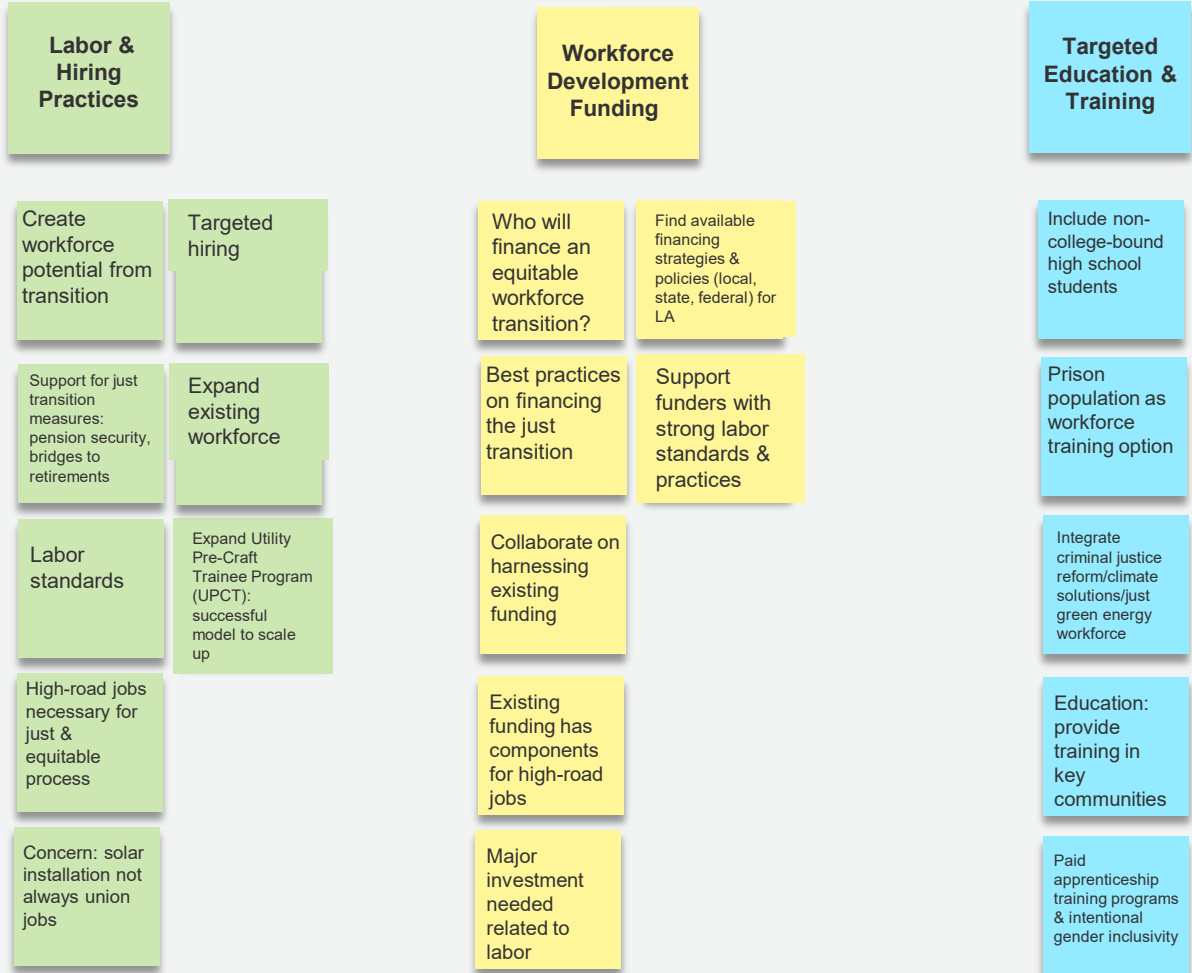 Labor &
Hiring
Practices
Create
workforce
potential from
transition
Targeted
hiring
Support for just
transition
measures:
pension security,
bridges to
retirements
Expand
existing
workforce
Labor
standards
Expand Utility
Pre-Craft
Trainee Program
(UPCT):
successful
model to scale
up
High-road jobs
necessary for
just &
equitable
process
Concern: solar
installation not
always union
jobs
Workforce
Development
Funding
Who will
finance an
equitable
workforce
transition?
Find available
financing
strategies &
policies (local,
state, federal) for
LA
Best practices
on financing
the just
transition
Support
funders with
strong labor
standards &
practices
Collaborate on
harnessing
existing
funding
Existing
funding has
components
for high-road
jobs
Major
investment
needed
related to
labor
Targeted
Education &
Training
Include non-
college-bound
high school
students
Prison
population as
workforce
training option
Integrate
criminal justice
reform/climate
solutions/just
green energy
workforce
Education:
provide
training in
key
communities
Paid
apprenticeship
training programs
& intentional
gender inclusivity